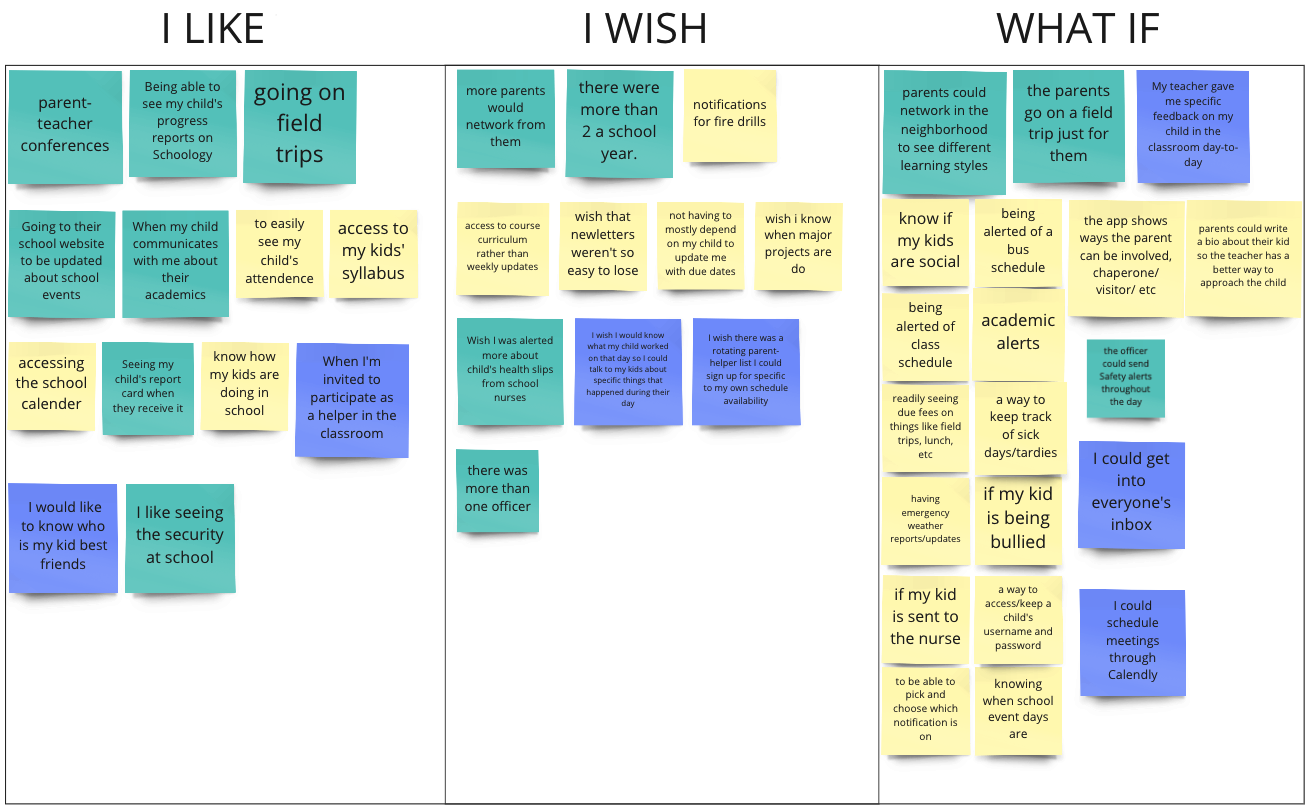 I LIKE
I WISH
WHAT IF
parent-
teacher
conferences
Being able to
see my child's
progress
reports on
Schoology
going on
field
trips
Going to their
school website
to be updated
about school
events
When my child
communicates
with me about
their
academics
to easily
see my
child's
attendence
access to
my kids'
syllabus
accessing
the school
calender
Seeing my
child's report
card when
they receive it
know how
my kids are
doing in
school
When I'm
invited to
participate as
a helper in the
classroom
I would like
to know who
is my kid best
friends
I like seeing
the security
at school
more parents
would
network from
them
there were
more than
2 a school
year.
notifications
for fire drills
access to course
curriculum
rather than
weekly updates
wish that
newletters
weren't so
easy to lose
not having to
mostly depend
on my child to
update me
with due dates
wish i know
when major
projects are
do
Wish I was alerted
more about
child's health slips
from school
nurses
I wish I would know
what my child worked
on that day so I could
talk to my kids about
specific things that
happened during their
day
I wish there was a
rotating parent-
helper list I could
sign up for specific
to my own schedule
availability
there was
more than
one officer
parents could
network in the
neighborhood
to see different
learning styles
the parents
go on a field
trip just for
them
My teacher gave
me specific
feedback on my
child in the
classroom day-to-
day
know if
my kids
are social
being
alerted of a
bus
schedule
the app shows
ways the parent
can be involved,
chaperone/
visitor/ etc
parents could write
a bio about their kid
so the teacher has a
better way to
approach the child
being
alerted of
class
schedule
academic
alerts
the officer
could send
Safety alerts
throughout
the day
readily seeing
due fees on
things like field
trips, lunch,
etc
a way to
keep track
of sick
days/tardies
I could get
into
everyone's
inbox
having
emergency
weather
reports/updates
if my kid
is being
bullied
if my kid
is sent to
the nurse
a way to
access/keep a
child's
username and
password
I could
schedule
meetings
through
Calendly
to be able to
pick and
choose which
notification is
on
knowing
when school
event days
are